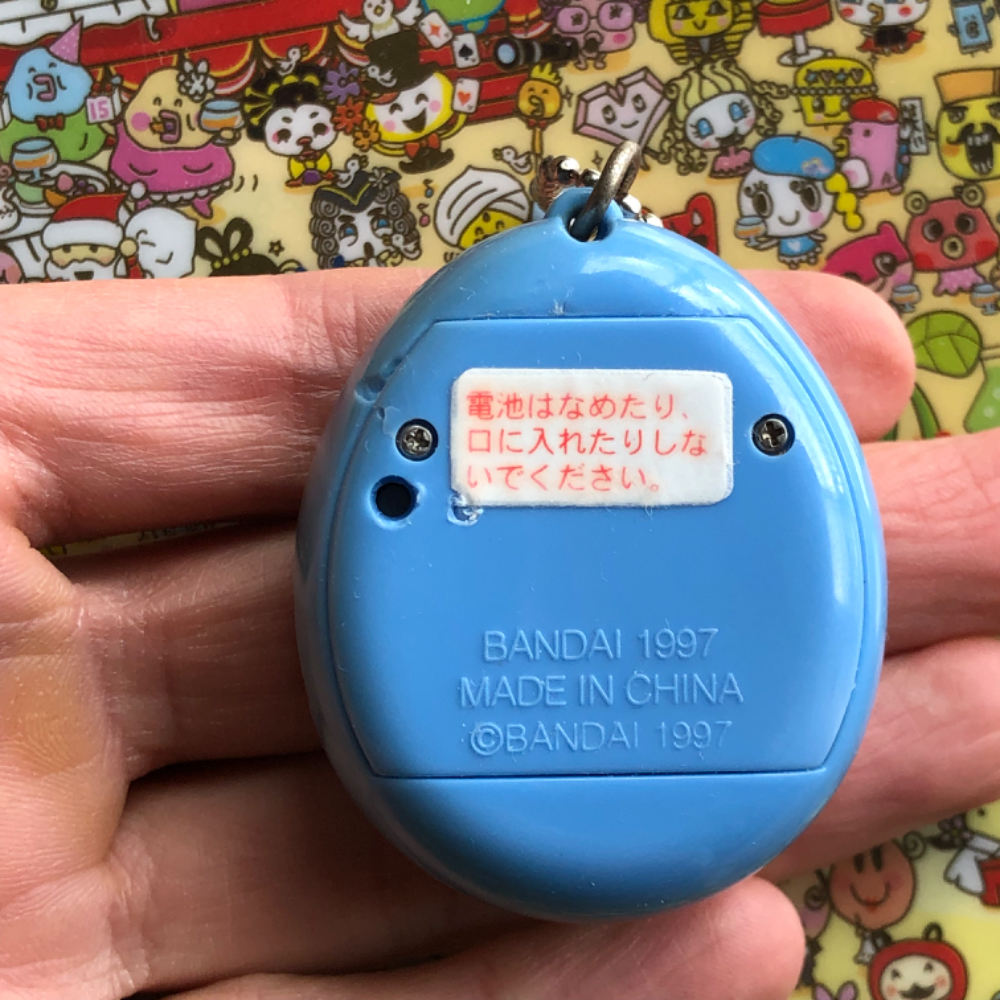 電池はなめたり、
口に入れたりしな
いでください。
BANDAI 1997
MADE IN CHINA
©BANDAI 1997
15